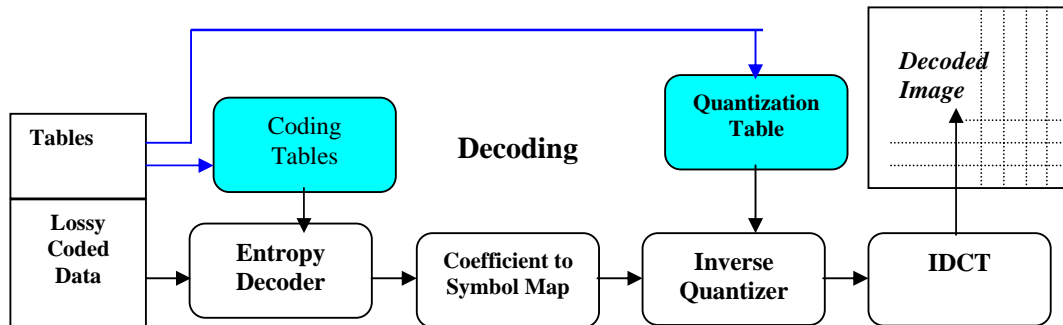 Decoded
Image
Quantization
Table
Coding
Tables
Tables
Decoding
Lossy
Coded
Data
Entropy
Decoder
Coefficient to
Symbol Map
Inverse
Quantizer
IDCT